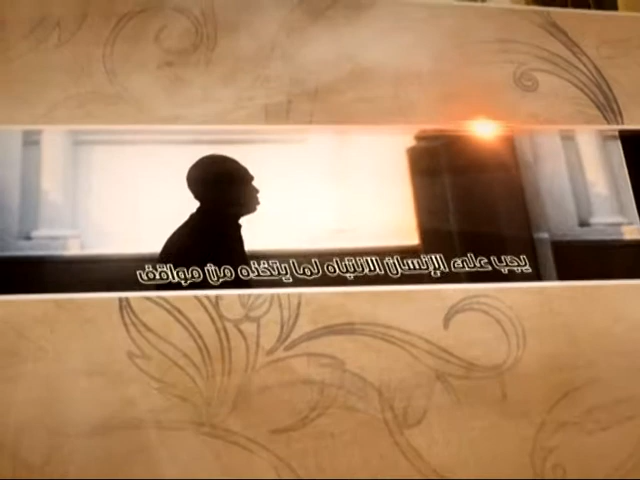 يجب على الإنسان الانتباه لما يتخذه من مواقف